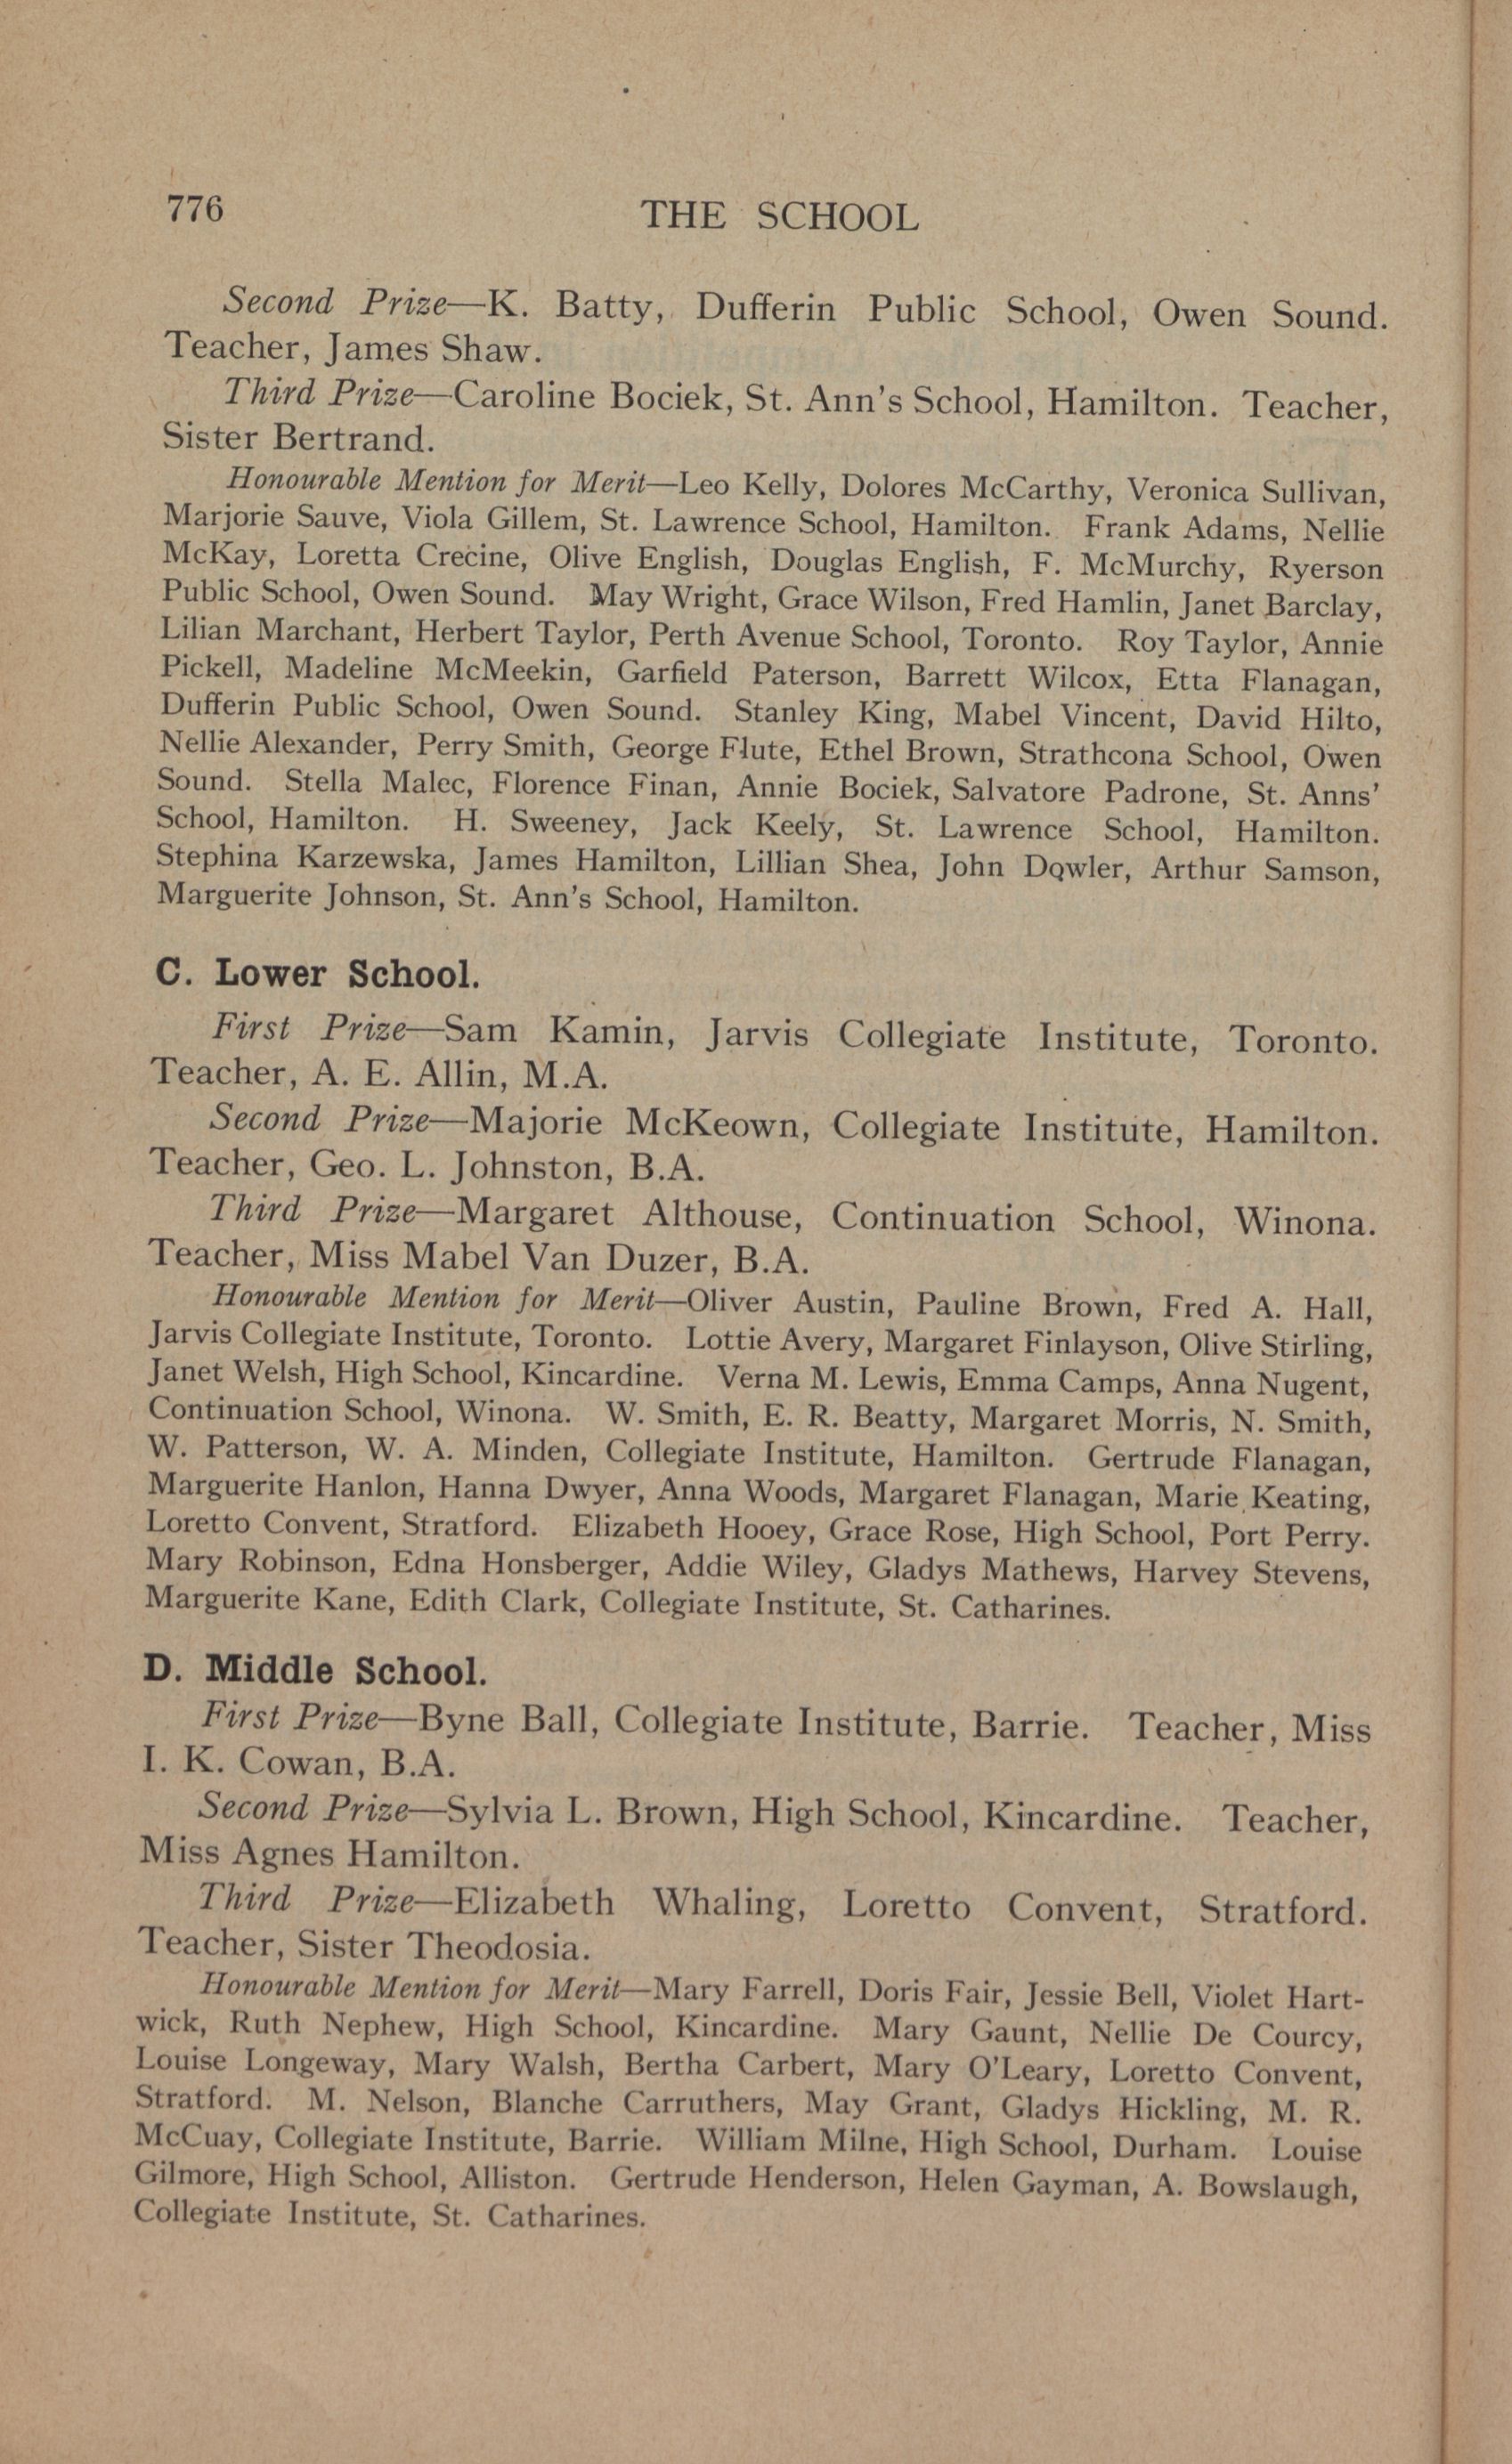 776
THE SCHOOL
Second Prize—K. Batty, Dufferin Public School, Owen Sound.
Teacher, James Shaw.
Third Prize—Caroline Bociek, St. Ann's School, Hamilton. Teacher,
Sister Bertrand.
Honourable Mention for Merit—Leo Kelly, Dolores McCarthy, Veronica Sullivan,
Marjorie Sauve, Viola Gillem, St. Lawrence School, Hamilton. Frank Adams, Nellie
McKay, Loretta Crecine, Olive English, Douglas English, F. McMurchy, Ryerson
Public School, Owen Sound. May Wright, Grace Wilson, Fred Hamlin, Janet Barclay,
Lilian Marchant, Herbert Taylor, Perth Avenue School, Toronto. Roy Taylor, Annie
Pickell, Madeline McMeekin, Garfield Paterson, Barrett Wilcox, Etta Flanagan,
Dufferin Public School, Owen Sound. Stanley King, Mabel Vincent, David Hilto,
Nellie Alexander, Perry Smith, George Flute, Ethel Brown, Strathcona School, Owen
Sound. Stella Malec, Florence Finan, Annie Bociek, Salvatore Padrone, St. Anns'
School, Hamilton. H. Sweeney, Jack Keely, St. Lawrence School, Hamilton.
Stephina Karzewska, James Hamilton, Lillian Shea, John Dowler, Arthur Samson,
Marguerite Johnson, St. Ann's School, Hamilton.
C. Lower School.
First Prize—Sam Kamin, Jarvis Collegiate Institute, Toronto.
Teacher, A. E. Allin, M.A.
Second Prize—Majorie McKeown, Collegiate Institute, Hamilton.
Teacher, Geo. L. Johnston, B.A.
Third Prize—Margaret Althouse, Continuation School, Winona.
Teacher, Miss Mabel Van Duzer, B.A.
Honourable Mention for Merit—Oliver Austin, Pauline Brown, Fred A. Hall,
Jarvis Collegiate Institute, Toronto. Lottie Avery, Margaret Finlayson, Olive Stirling,
Janet Welsh, High School, Kincardine. Verna M. Lewis, Emma Camps, Anna Nugent,
Continuation School, Winona. W. Smith, E. R. Beatty, Margaret Morris, N. Smith,
W. Patterson, W. A. Minden, Collegiate Institute, Hamilton. Gertrude Flanagan,
Marguerite Hanlon, Hanna Dwyer, Anna Woods, Margaret Flanagan, Marie Keating,
Loretto Convent, Stratford. Elizabeth Hooey, Grace Rose, High School, Port Perry.
Mary Robinson, Edna Honsberger, Addie Wiley, Gladys Mathews, Harvey Stevens,
Marguerite Kane, Edith Clark, Collegiate Institute, St. Catharines.
D. Middle School.
First Prize—Byne Ball, Collegiate Institute, Barrie. Teacher, Miss
I. K. Cowan, B.A.
Second Prize—Sylvia L. Brown, High School, Kincardine. Teacher,
Miss Agnes Hamilton.
Third Prize—Elizabeth Whaling, Loretto Convent, Stratford.
Teacher, Sister Theodosia.
Honourable Mention for Merit—Mary Farrell, Doris Fair, Jessie Bell, Violet Hart-
wick, Ruth Nephew, High School, Kincardine. Mary Gaunt, Nellie De Courcy,
Louise Longeway, Mary Walsh, Bertha Carbert, Mary O'Leary, Loretto Convent,
Stratford. M. Nelson, Blanche Carruthers, May Grant, Gladys Hickling, M. R.
McCuay, Collegiate Institute, Barrie. William Milne, High School, Durham. Louise
Gilmore, High School, Alliston. Gertrude Henderson, Helen Gayman, A. Bowslaugh,
Collegiate Institute, St. Catharines.